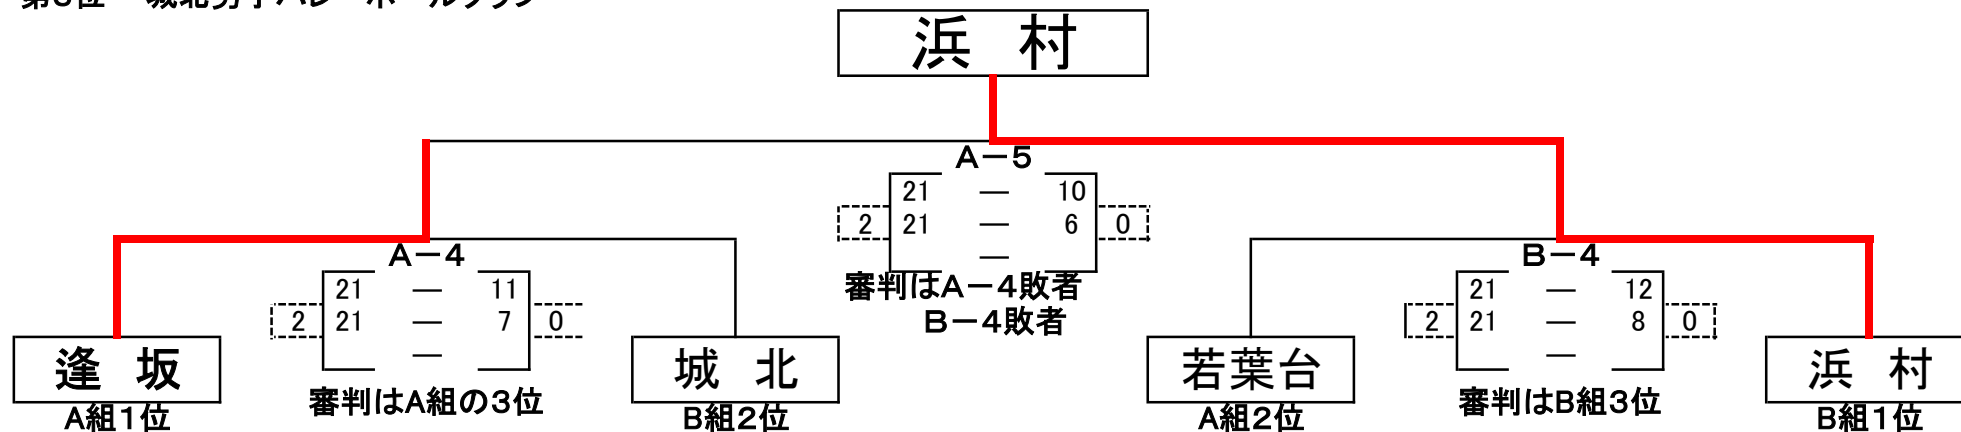 浜　村
A－5
21 — 10
2 21 — 6 0
—
審判はA－4敗者
B－4敗者
A－4
21 — 11
2 21 — 7 0
—
審判はA組の3位
B－4
21 — 12
2 21 — 8 0
—
審判はB組3位
逢　坂
A組1位
城　北
B組2位
若葉台
A組2位
浜　村
B組1位